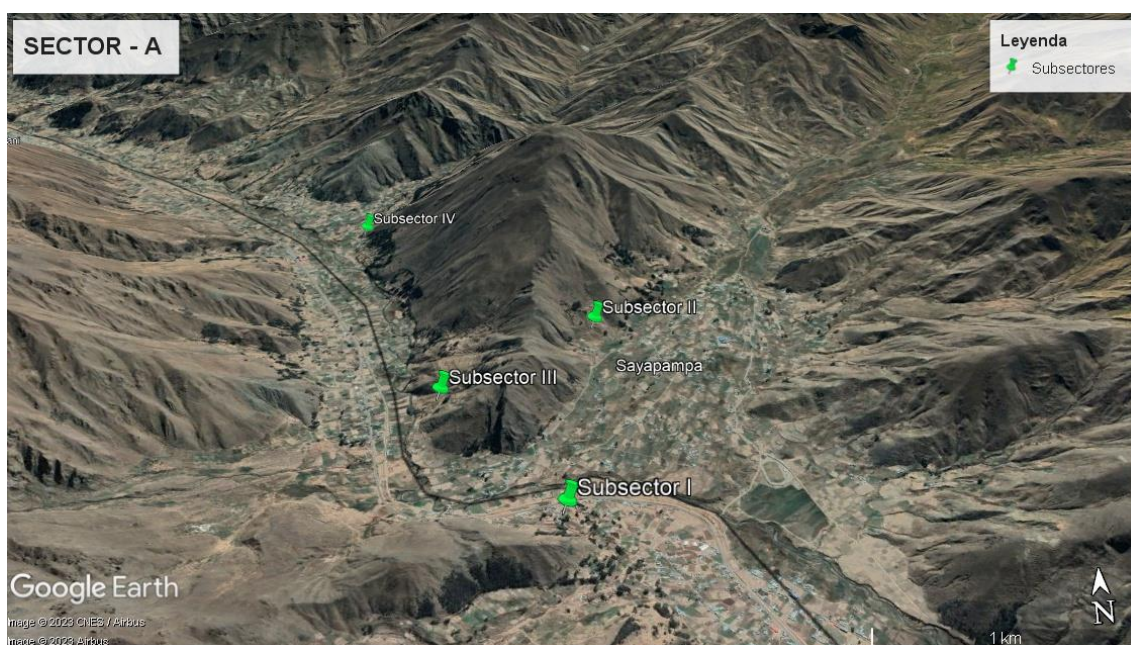 SECTOR - A
Leyenda
Subsectores
Subsector IV
Subsector II
Sayapampa
Subsector III
Subsector I
Google Earth
N
Image © 2023 CNES / Airbus
Image © 2023 Airbus
1 km